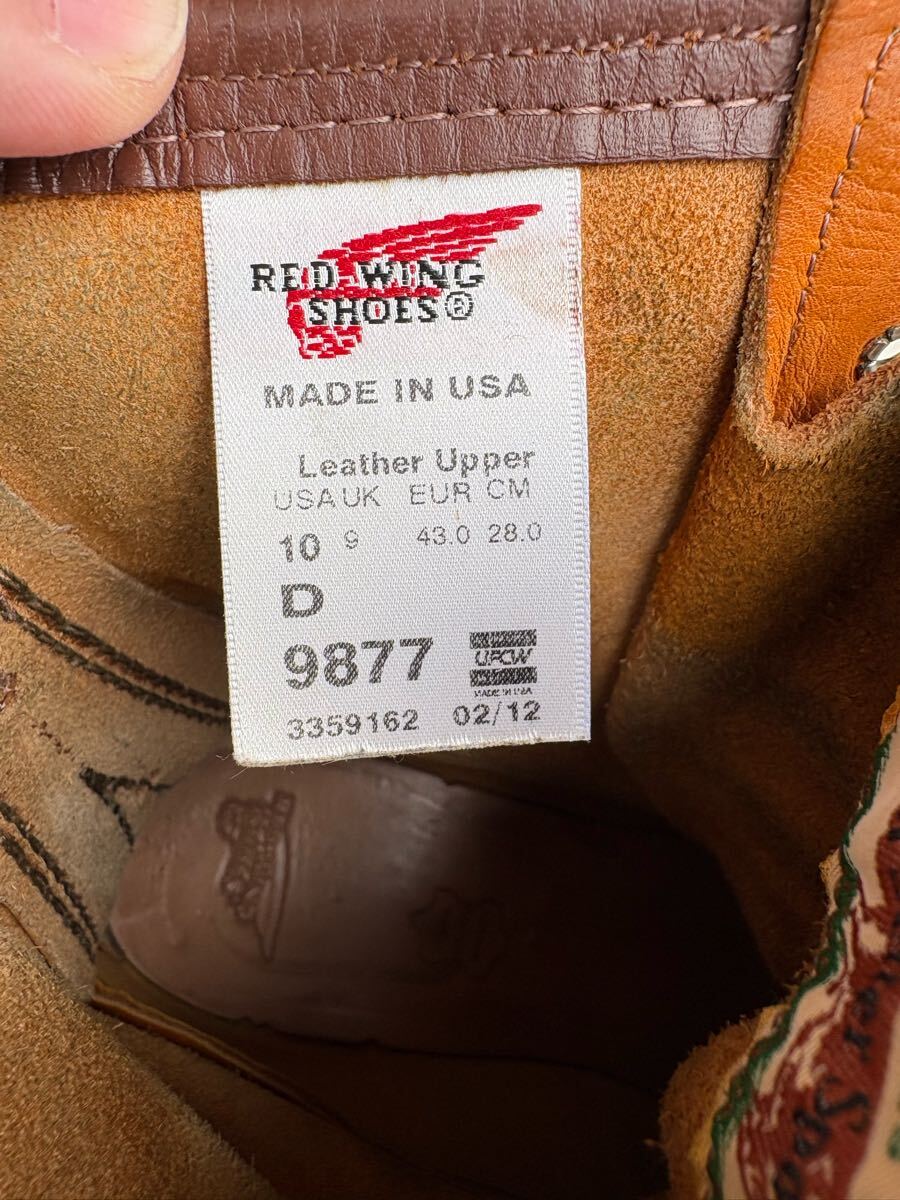 RED WING
SHOES®
MADE IN USA
Leather Upper
USA UK EUR CM
10 9 43.0 28.0
D
9877 UFCW
MADE IN USA
3359162 02/12